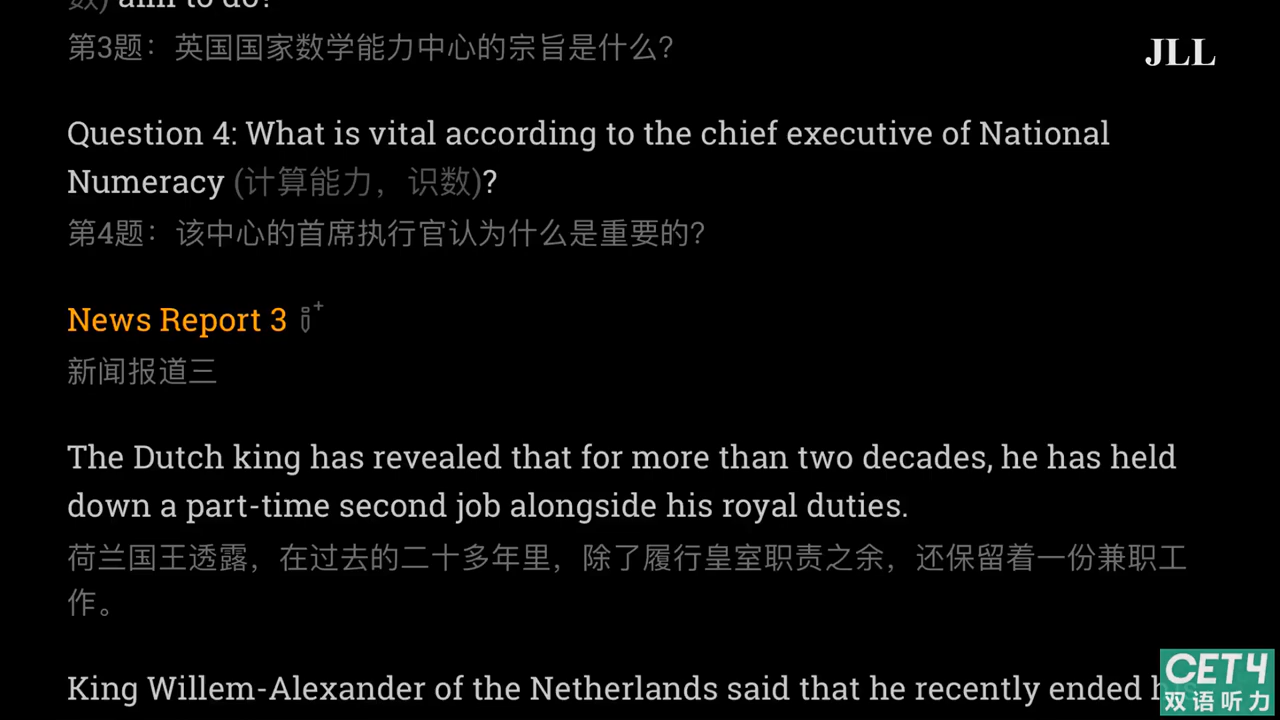 数) aim to do?
第3题：英国国家数学能力中心的宗旨是什么?
JLL
Question 4: What is vital according to the chief executive of National
Numeracy (计算能力，识数)?
第4题：该中心的首席执行官认为什么是重要的?
News Report 3
新闻报道三
The Dutch king has revealed that for more than two decades, he has held
down a part-time second job alongside his royal duties.
荷兰国王透露，在过去的二十多年里，除了履行皇室职责之余，还保留着一份兼职工
作。
King Willem-Alexander of the Netherlands said that he recently ended his
CET4
双语听力